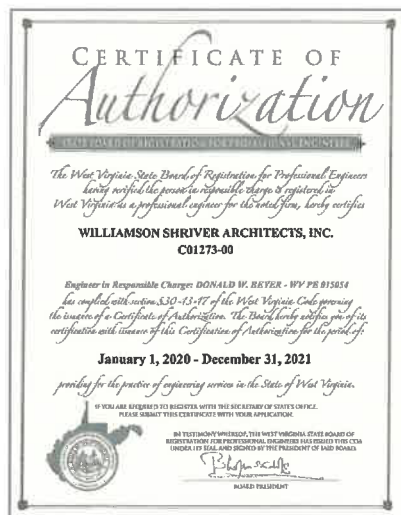 CERTIFICATE OF
Authorization
STATE BOARD OF REGISTRATION FOR PROFESSIONAL ENGINEERS
The West Virginia State Board of Registration for Professional Engineers
having verified the person in responsible charge is registered in
West Virginia as a professional engineer for the noted firm, hereby certifies
WILLIAMSON SHRIVER ARCHITECTS, INC.
C01273-00
Engineer in Responsible Charge: DONALD W. BEYER - WV PE 015054
has complied with section §30-13-17 of the West Virginia Code governing
the issuance of a Certificate of Authorization. The Board hereby notifies you of its
certification with issuance of this Certification of Authorization for the period of:
January 1, 2020 - December 31, 2021
providing for the practice of engineering services in the State of West Virginia.
IF YOU ARE REQUIRED TO REGISTER WITH THE SECRETARY OF STATE'S OFFICE,
PLEASE SUBMIT THIS CERTIFICATE WITH YOUR APPLICATION.
IN TESTIMONY WHEREOF, THE WEST VIRGINIA STATE BOARD OF
REGISTRATION FOR PROFESSIONAL ENGINEERS HAS ISSUED THIS COA
UNDER ITS SEAL AND SIGNED BY THE PRESIDENT OF SAID BOARD.
BOARD PRESIDENT